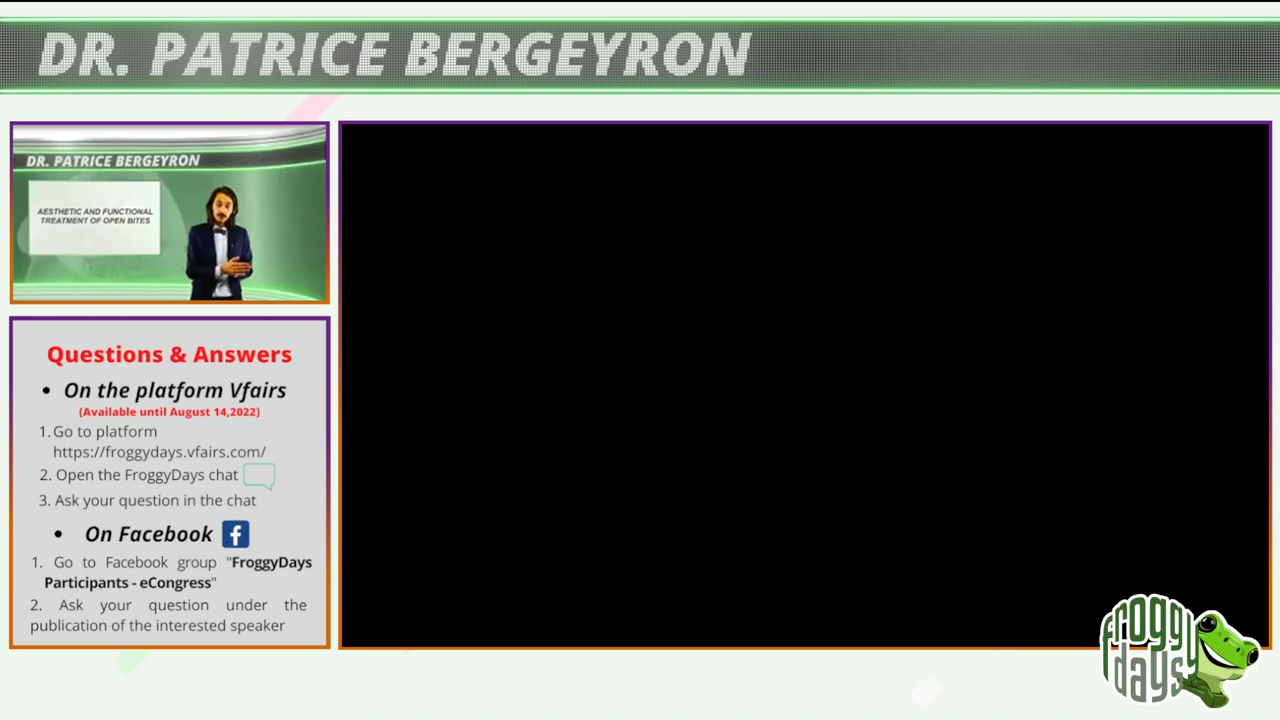 DR. PATRICE BERGEYRON
DR. PATRICE BERGEYRON
AESTHETIC AND FUNCTIONAL
TREATMENT OF OPEN BITES
Questions & Answers
• On the platform Vfairs
(Available until August 14,2022)
1. Go to platform
https://froggydays.vfairs.com/
2. Open the FroggyDays chat
3. Ask your question in the chat
• On Facebook f
1. Go to Facebook group "FroggyDays
Participants - eCongress"
2. Ask your question under the
publication of the interested speaker
froggy
days